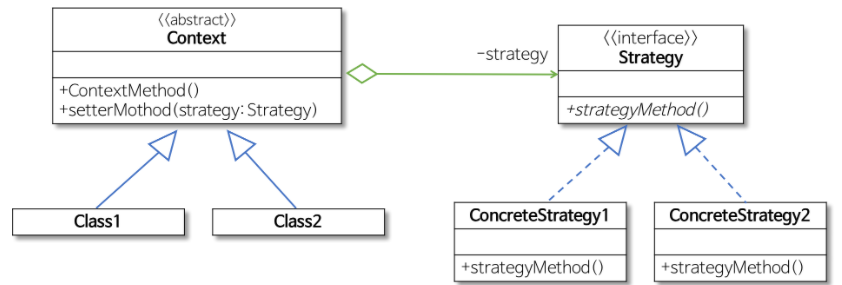 《abstract》
Context
+ContextMethod()
+setterMothod(strategy: Strategy)
-strategy
《interface》
Strategy
+strategyMethod()
Class1
Class2
ConcreteStrategy1
+strategyMethod()
ConcreteStrategy2
+strategyMethod()